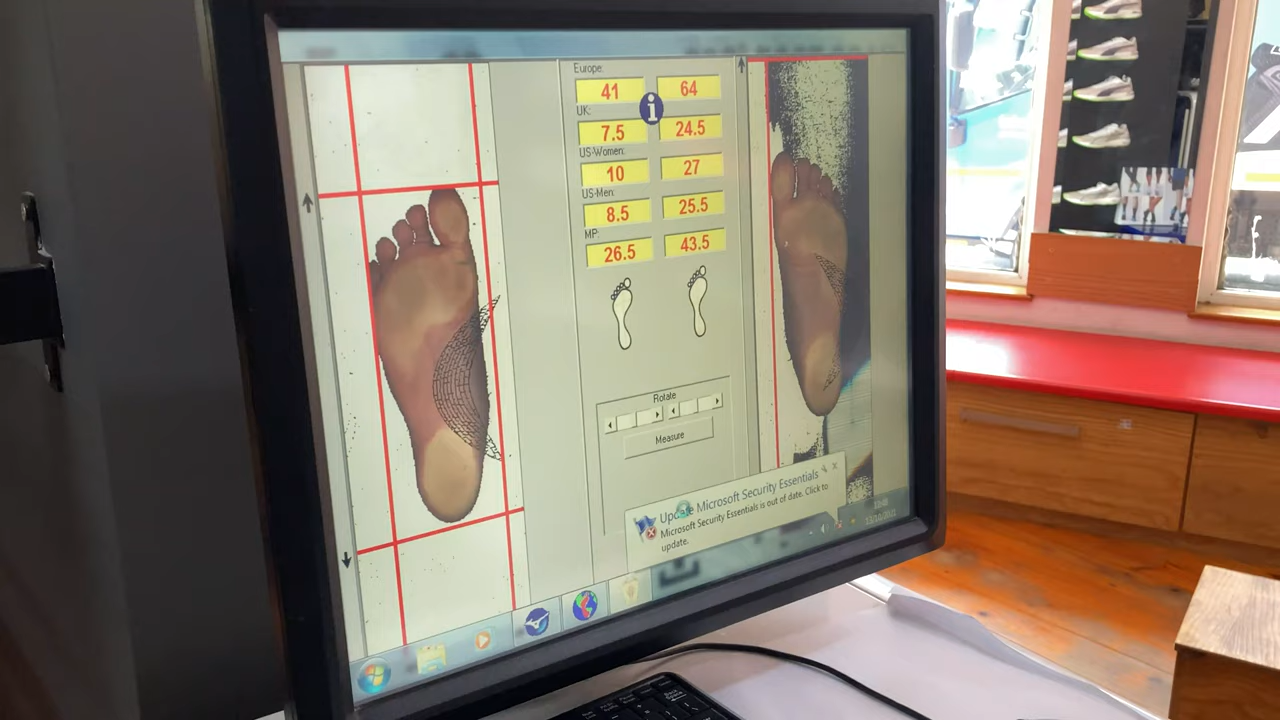 Europe:
41 64
UK:
7.5 24.5
US-Women:
10 27
US-Men:
8.5 25.5
MP:
26.5 43.5
Rotate
Measure
Update Microsoft Security Essentials
Microsoft Security Essentials is out of date. Click to
update.